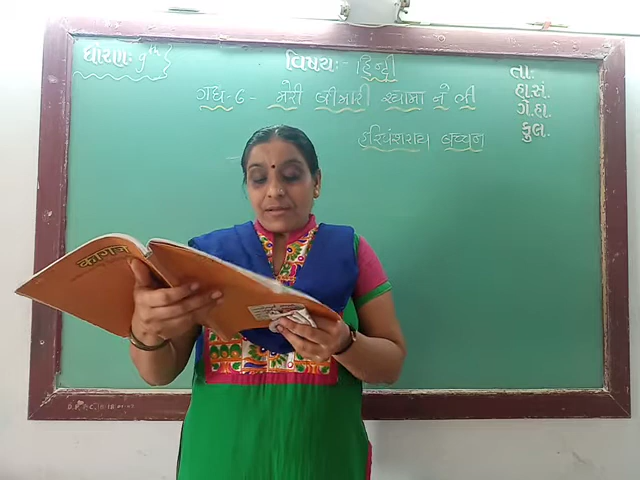 ધોરણઃ 9th
વિષયઃ- हिन्दी
તા.
હા.સં.
ગે.હા.
કુલ.
गद्य-6- मेरी बीमारी श्यामा ने ली
हरिवंशराय बच्चन